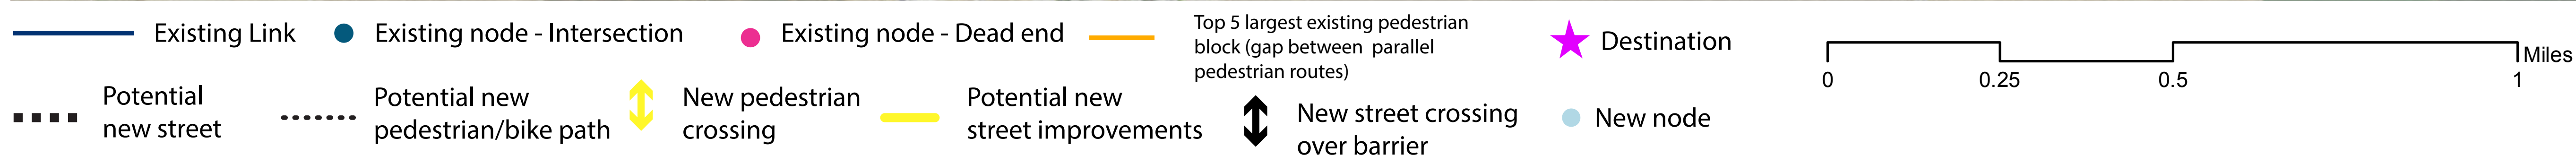 Existing Link
Existing node - Intersection
Existing node - Dead end
Top 5 largest existing pedestrian
block (gap between parallel
pedestrian routes)
Destination
Miles
0
0.25
0.5
1
Potential
new street
Potential new
pedestrian/bike path
New pedestrian
crossing
Potential new
street improvements
New street crossing
over barrier
New node